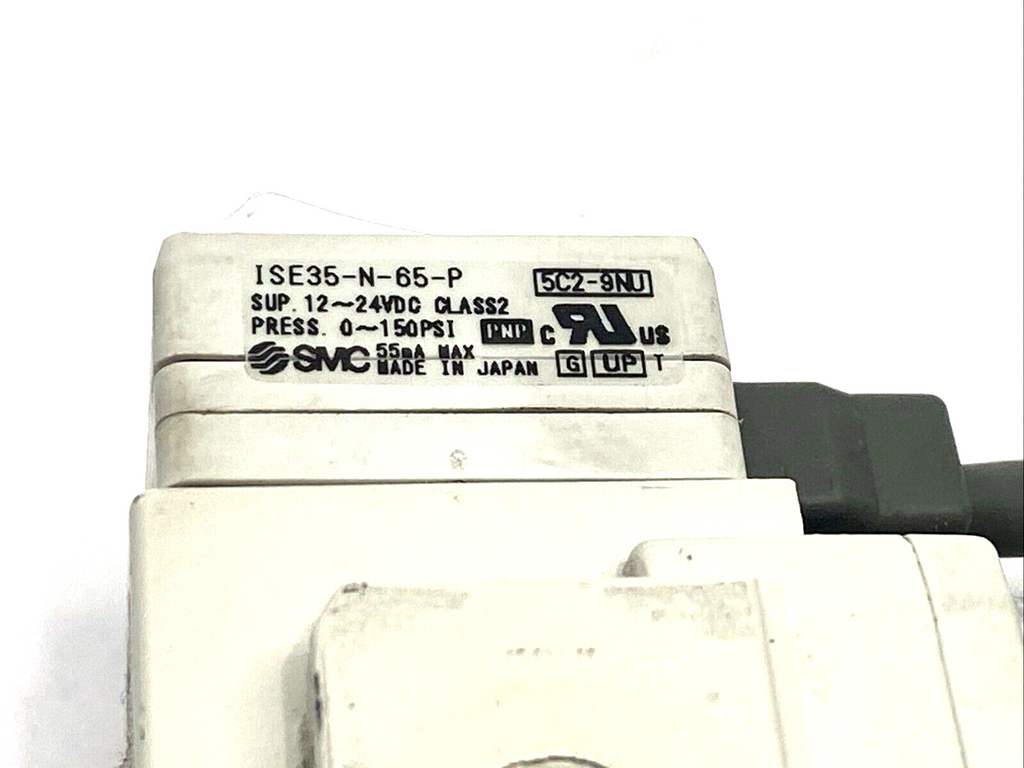 ISE35-N-65-P 5C2-9NU
SUP. 12~24VDC CLASS2
PRESS. 0~150PSI PNP c RU US
SMC 55mA MAX
MADE IN JAPAN G UP T